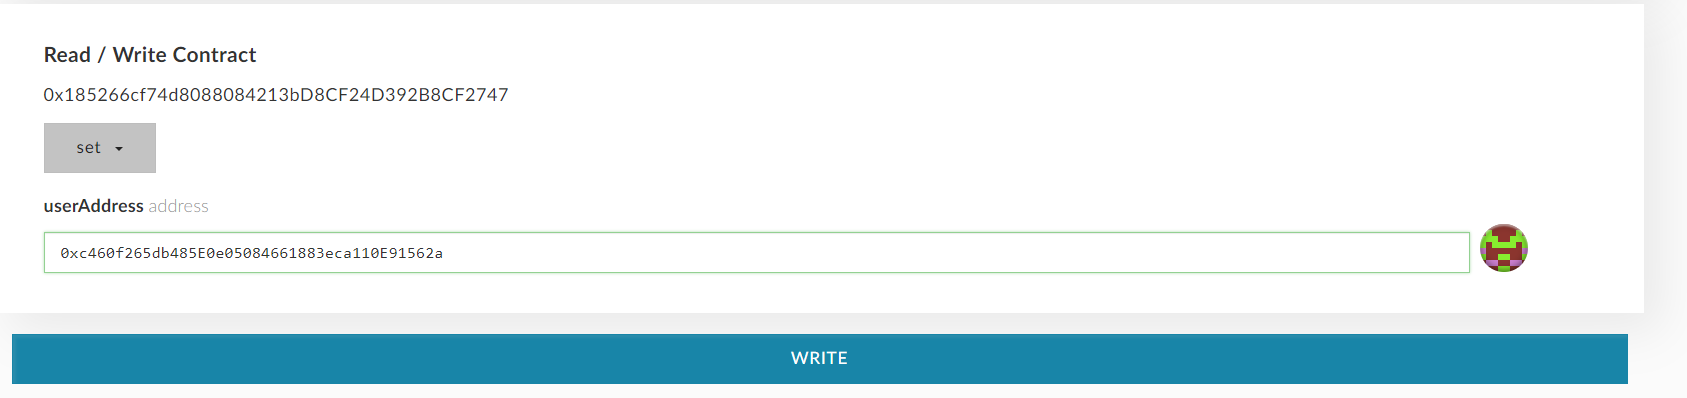 Read / Write Contract
0x185266cf74d8088084213bD8CF24D392B8CF2747
set
userAddress address
0xc460f265db485E0e05084661883eca110E91562a
WRITE